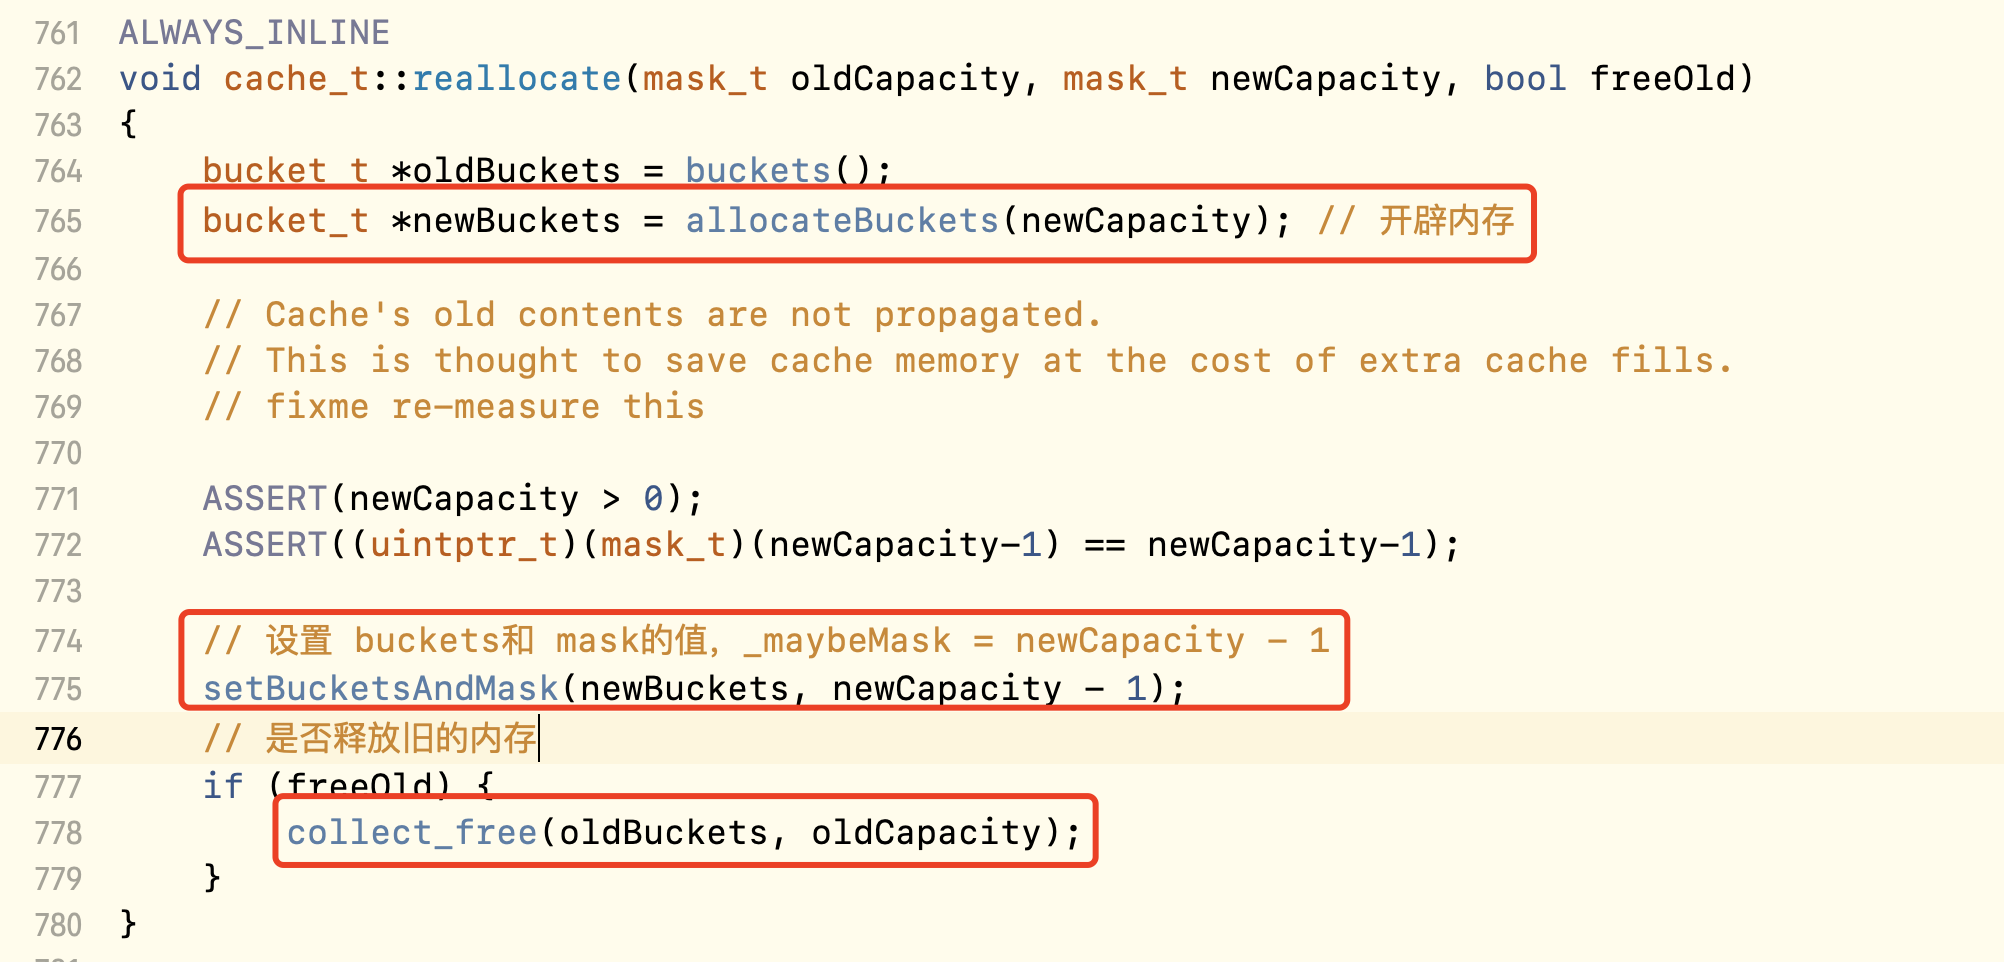 761 ALWAYS_INLINE
762 void cache_t::reallocate(mask_t oldCapacity, mask_t newCapacity, bool freeOld)
763 {
764     bucket_t *oldBuckets = buckets();
765     bucket_t *newBuckets = allocateBuckets(newCapacity); // 开辟内存
766
767     // Cache's old contents are not propagated.
768     // This is thought to save cache memory at the cost of extra cache fills.
769     // fixme re-measure this
770
771     ASSERT(newCapacity > 0);
772     ASSERT((uintptr_t)(mask_t)(newCapacity-1) == newCapacity-1);
773
774     // 设置 buckets和 mask的值, _maybeMask = newCapacity - 1
775     setBucketsAndMask(newBuckets, newCapacity - 1);
776     // 是否释放旧的内存
777     if (freeOld) {
778         collect_free(oldBuckets, oldCapacity);
779     }
780 }